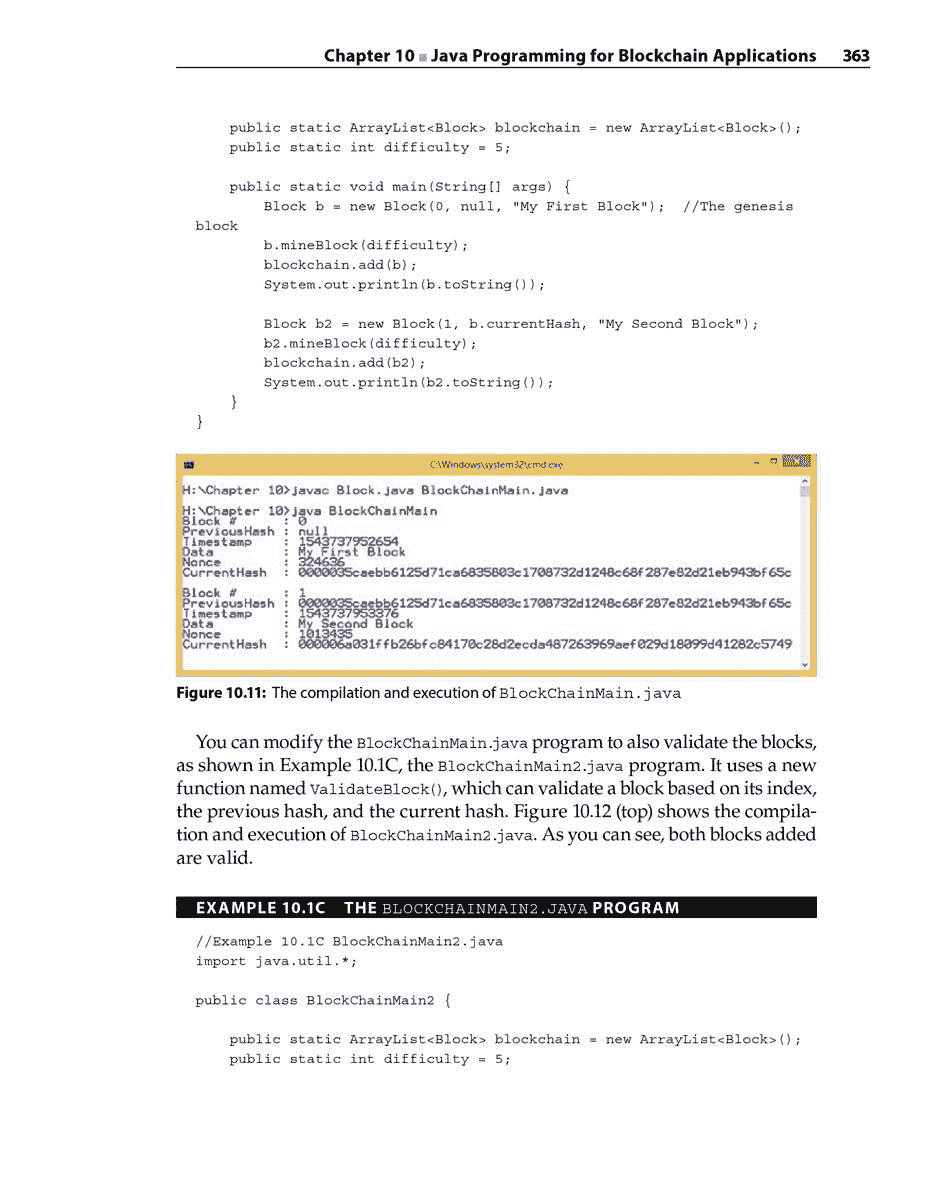 Chapter 10 ■ Java Programming for Blockchain Applications 363
public static ArrayList<Block> blockchain = new ArrayList<Block>();
public static int difficulty = 5;
public static void main(String[] args) {
Block b = new Block(0, null, "My First Block"); //The genesis
block
b.mineBlock(difficulty);
blockchain.add(b);
System.out.println(b.toString());
Block b2 = new Block(1, b.currentHash, "My Second Block");
b2.mineBlock(difficulty);
blockchain.add(b2);
System.out.println(b2.toString());
}
}
C:\Windows\system32\cmd.exe
H:\Chapter 10>javac Block.java BlockChainMain.java
H:\Chapter 10>java BlockChainMain
Block # : 0
PreviousHash : null
Timestamp : 1543737952654
Data : My First Block
Nonce : 324636
CurrentHash : 0000035caebb6125d71ca6835803c1708732d1248c68f287e82d21eb943bf65c
Block # : 1
PreviousHash : 0000035caebb6125d71ca6835803c1708732d1248c68f287e82d21eb943bf65c
Timestamp : 1543737953376
Data : My Second Block
Nonce : 1013435
CurrentHash : 000006a031ffb26bfc84170c28d2ecda487263969aef029d18099d41282c5749
Figure 10.11: The compilation and execution of BlockChainMain.java
You can modify the BlockChainMain.java program to also validate the blocks,
as shown in Example 10.1C, the BlockChainMain2.java program. It uses a new
function named ValidateBlock(), which can validate a block based on its index,
the previous hash, and the current hash. Figure 10.12 (top) shows the compila-
tion and execution of BlockChainMain2.java. As you can see, both blocks added
are valid.
EXAMPLE 10.1C THE BLOCKCHAINMAIN2.JAVA PROGRAM
//Example 10.1C BlockChainMain2.java
import java.util.*;
public class BlockChainMain2 {
public static ArrayList<Block> blockchain = new ArrayList<Block>();
public static int difficulty = 5;